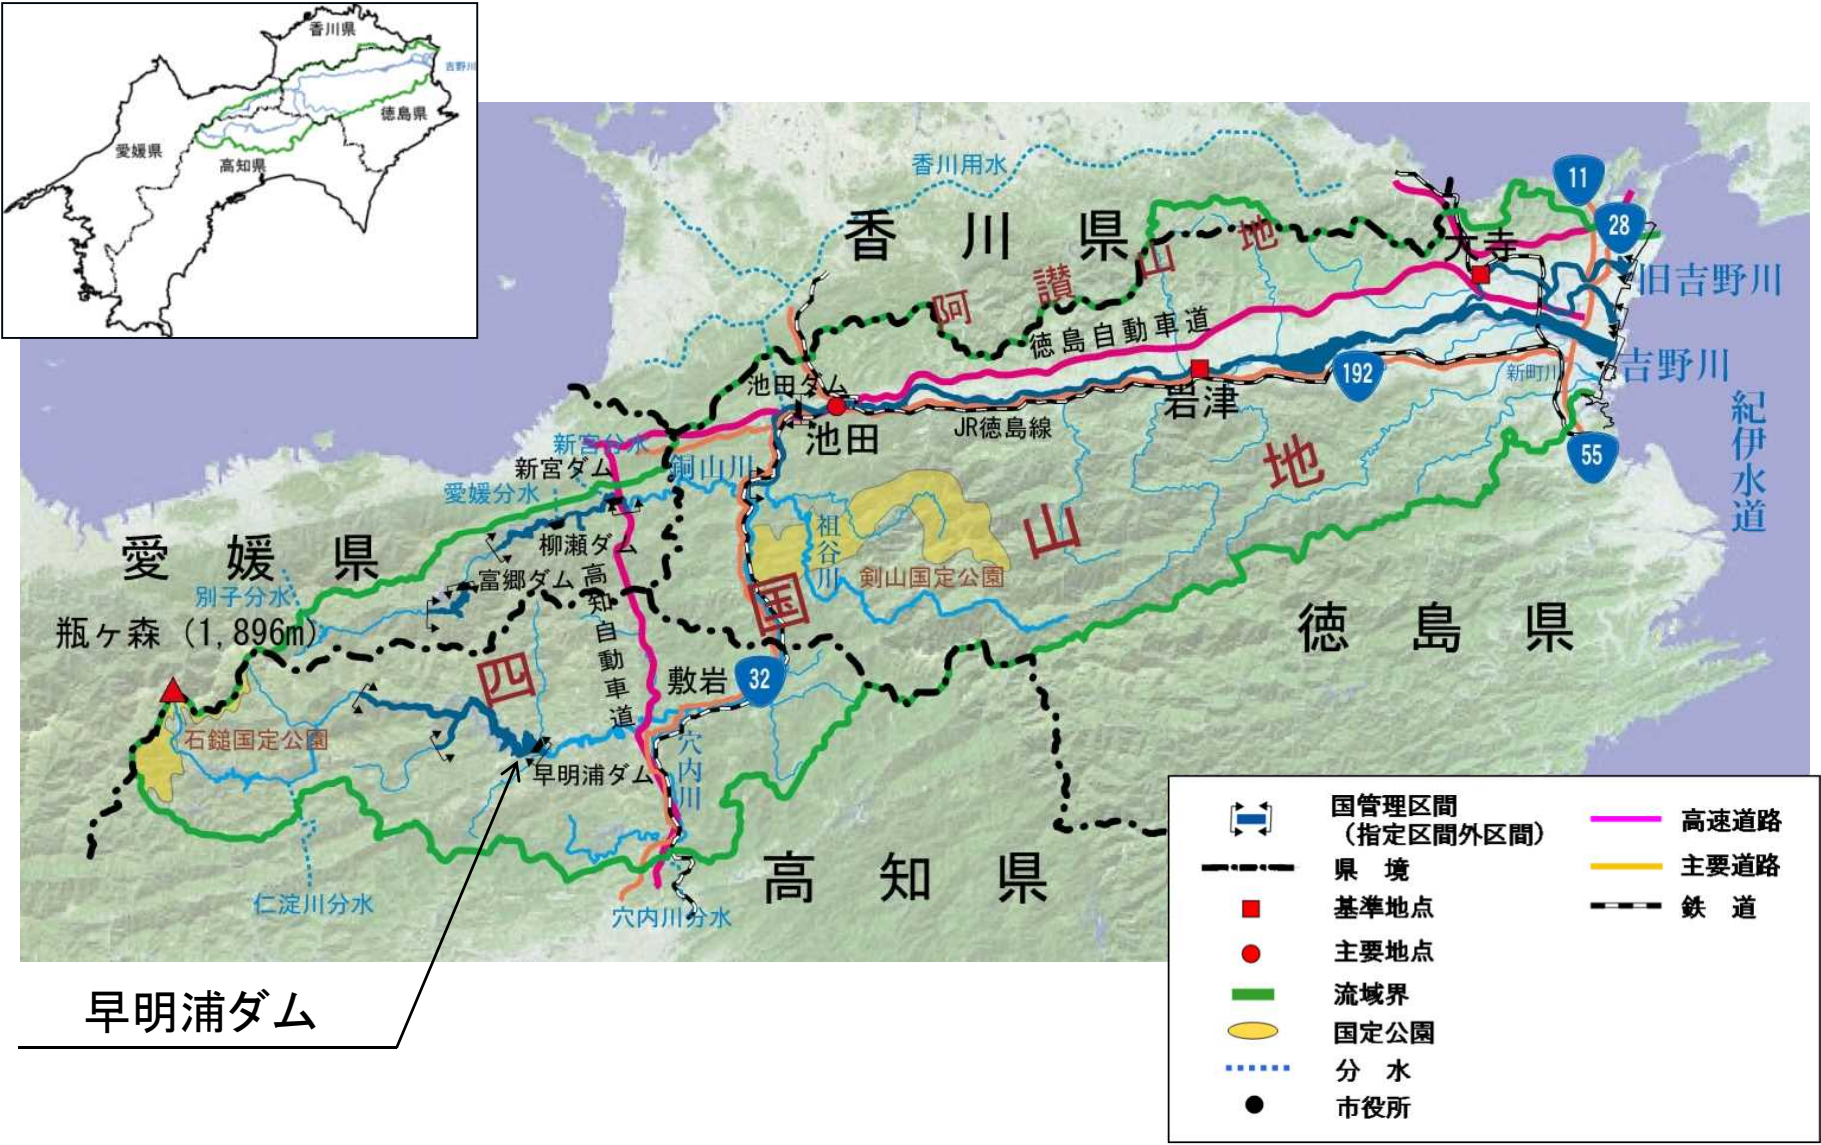 香川県
吉野川
徳島県
愛媛県
高知県
香川用水
11
香川県
28
阿讃山地
大寺
旧吉野川
徳島自動車道
吉野川
池田ダム
192
新町川
岩津
紀伊水道
池田
JR徳島線
新宮分水
新宮ダム
銅山川
55
愛媛分水
四国山地
祖谷川
柳瀬ダム
愛媛県
富郷ダム
剣山国定公園
高知自動車道
別子分水
瓶ヶ森（1,896m）
徳島県
敷岩
32
石鎚国定公園
穴内川
早明浦ダム
高知県
仁淀川分水
穴内川分水
早明浦ダム
国管理区間
（指定区間外区間）
高速道路
県　境
主要道路
基準地点
鉄　道
主要地点
流域界
国定公園
分　水
市役所